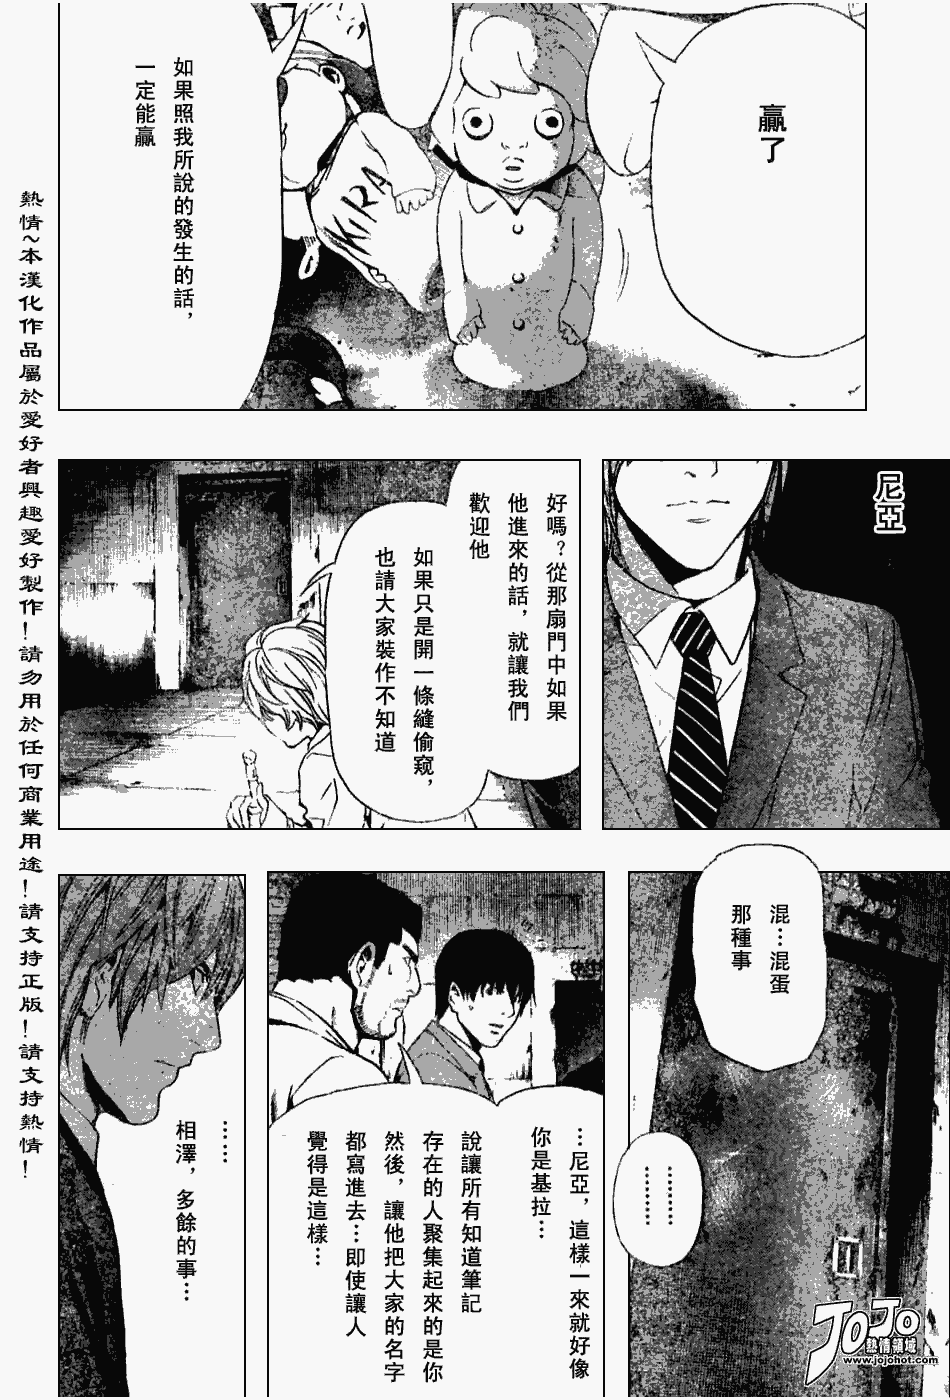 贏了
KIRA
如果照我所說的發生的話，
一定能贏
尼亞
好嗎？從那扇門中如果
他進來的話，就讓我們
歡迎他
如果只是開一條縫偷窺，
也請大家裝作不知道
混…混蛋
那種事
………
…尼亞，這樣一來就好像
你是基拉…
說讓所有知道筆記
存在的人聚集起來的是你
然後，讓他把大家的名字
都寫進去…即使讓人
覺得是這樣…
……
相澤，多餘的事…
熱情~本漢化作品屬於愛好者興趣愛好製作！請勿用於任何商業用途！請支持正版！請支持熱情！
JOJO
熱情領域
www.jojohot.com